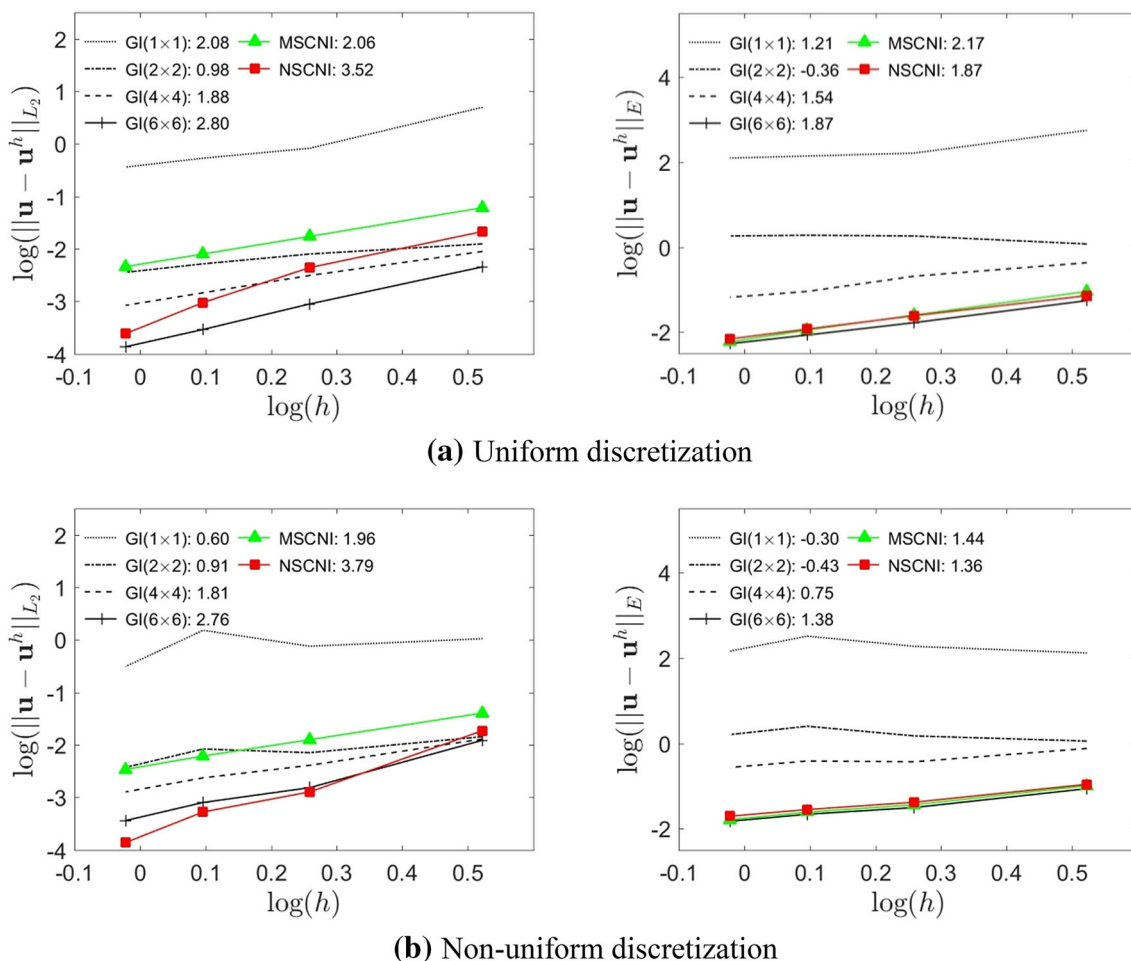 GI(1×1): 2.08 MSCNI: 2.06
GI(2×2): 0.98 NSCNI: 3.52
GI(4×4): 1.88
GI(6×6): 2.80
log(||u − u^h||_{L_2})
2
1
0
-1
-2
-3
-4
-0.1 0 0.1 0.2 0.3 0.4 0.5
log(h)
GI(1×1): 1.21 MSCNI: 2.17
GI(2×2): -0.36 NSCNI: 1.87
GI(4×4): 1.54
GI(6×6): 1.87
log(||u − u^h||_E)
4
2
0
-2
-0.1 0 0.1 0.2 0.3 0.4 0.5
log(h)
(a) Uniform discretization
GI(1×1): 0.60 MSCNI: 1.96
GI(2×2): 0.91 NSCNI: 3.79
GI(4×4): 1.81
GI(6×6): 2.76
log(||u − u^h||_{L_2})
2
1
0
-1
-2
-3
-4
-0.1 0 0.1 0.2 0.3 0.4 0.5
log(h)
GI(1×1): -0.30 MSCNI: 1.44
GI(2×2): -0.43 NSCNI: 1.36
GI(4×4): 0.75
GI(6×6): 1.38
log(||u − u^h||_E)
4
2
0
-2
-0.1 0 0.1 0.2 0.3 0.4 0.5
log(h)
(b) Non-uniform discretization